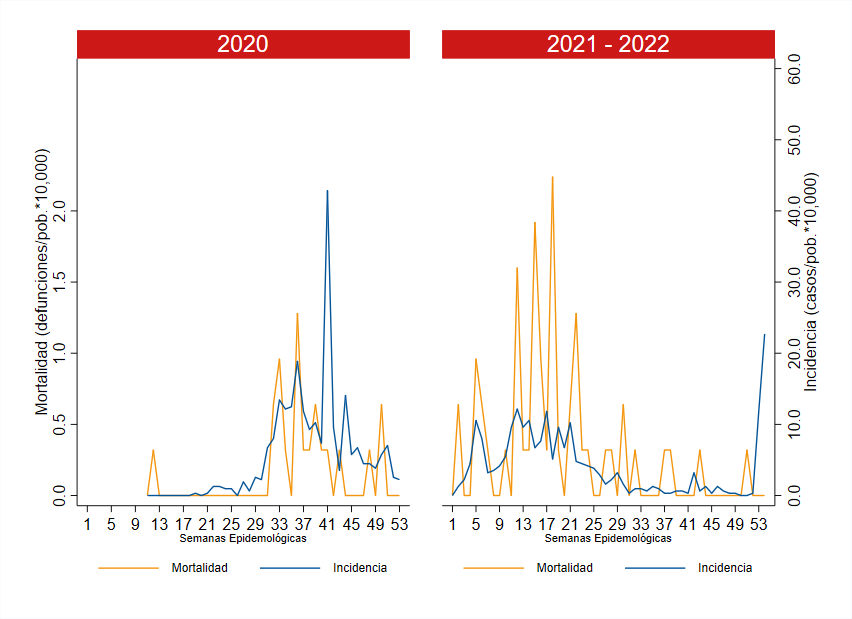 2020
2021 - 2022
Mortalidad (defunciones/pob.*10,000)
0.0 0.5 1.0 1.5 2.0
1 5 9 13 17 21 25 29 33 37 41 45 49 53
Semanas Epidemológicas
Mortalidad Incidencia
1 5 9 13 17 21 25 29 33 37 41 45 49 53
Semanas Epidemológicas
Mortalidad Incidencia
0.0 10.0 20.0 30.0 40.0 50.0 60.0
Incidencia (casos/pob.*10,000)